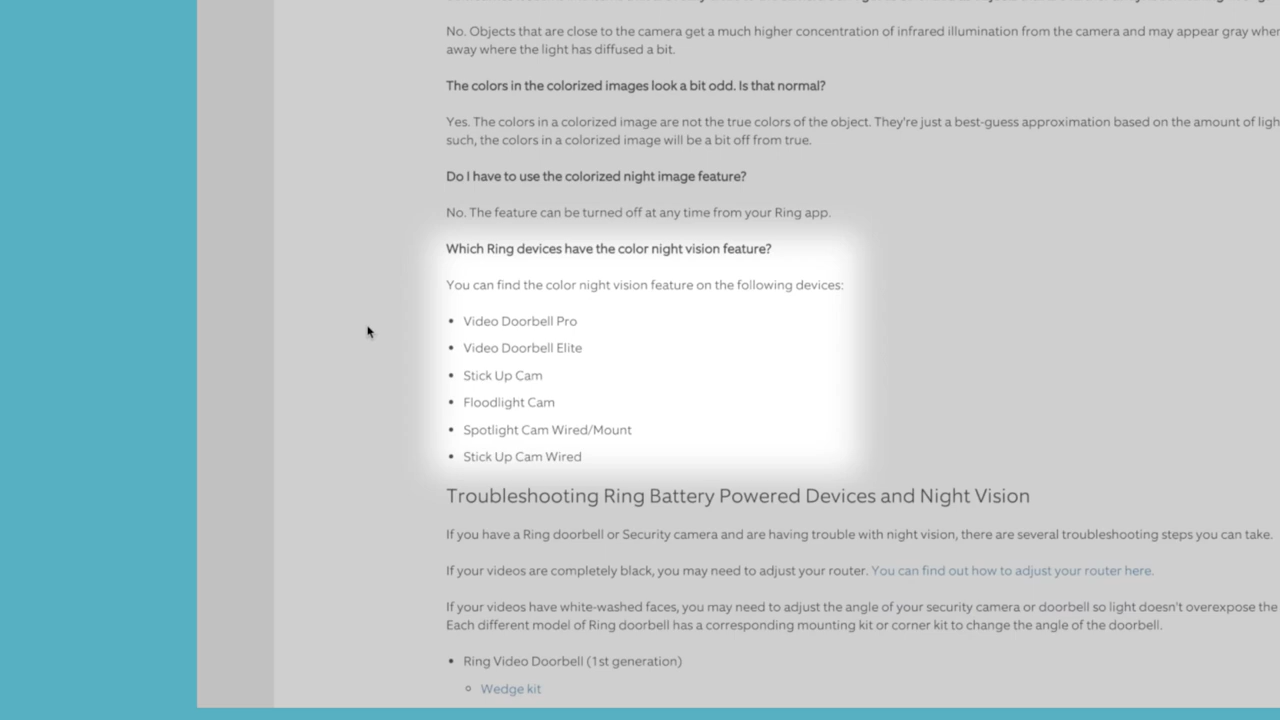 No. Objects that are close to the camera get a much higher concentration of infrared illumination from the camera and may appear gray
away where the light has diffused a bit.
The colors in the colorized images look a bit odd. Is that normal?
Yes. The colors in a colorized image are not the true colors of the object. They're just a best-guess approximation based on the amount of
such, the colors in a colorized image will be a bit off from true.
Do I have to use the colorized night image feature?
No. The feature can be turned off at any time from your Ring app.
Which Ring devices have the color night vision feature?
You can find the color night vision feature on the following devices:
• Video Doorbell Pro
• Video Doorbell Elite
• Stick Up Cam
• Floodlight Cam
• Spotlight Cam Wired/Mount
• Stick Up Cam Wired
Troubleshooting Ring Battery Powered Devices and Night Vision
If you have a Ring doorbell or Security camera and are having trouble with night vision, there are several troubleshooting steps you can take.
If your videos are completely black, you may need to adjust your router. You can find out how to adjust your router here.
If your videos have white-washed faces, you may need to adjust the angle of your security camera or doorbell so light doesn't overexpose the
Each different model of Ring doorbell has a corresponding mounting kit or corner kit to change the angle of the doorbell.
• Ring Video Doorbell (1st generation)
◦ Wedge kit